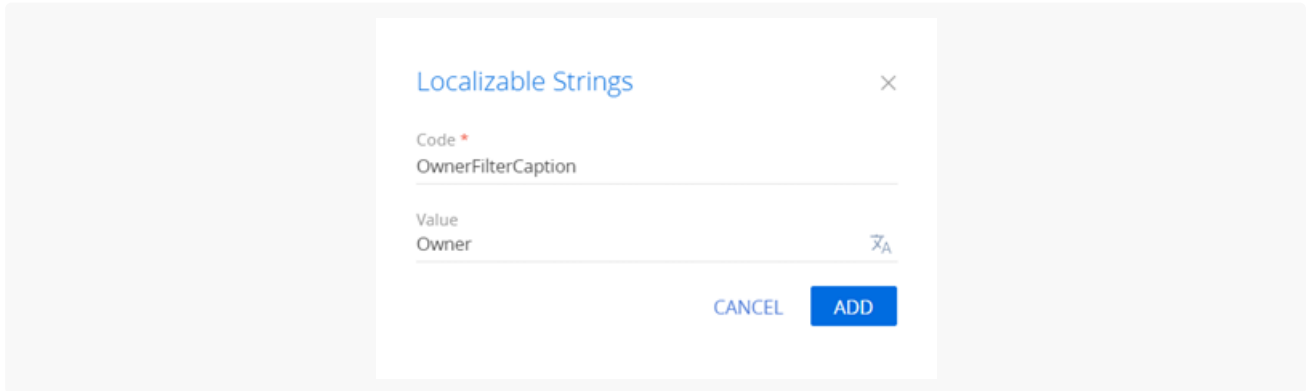 Localizable Strings
Code *
OwnerFilterCaption
Value
Owner
CANCEL ADD